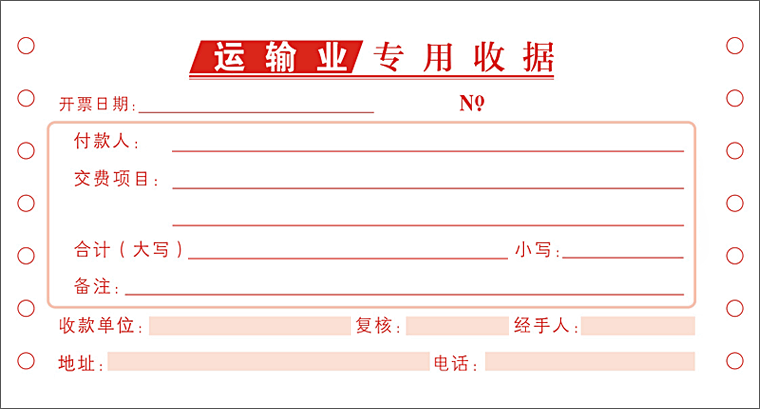 运输业专用收据
开票日期: №
付款人:
交费项目:
合计(大写) 小写:
备注:
收款单位: 复核: 经手人:
地址: 电话: